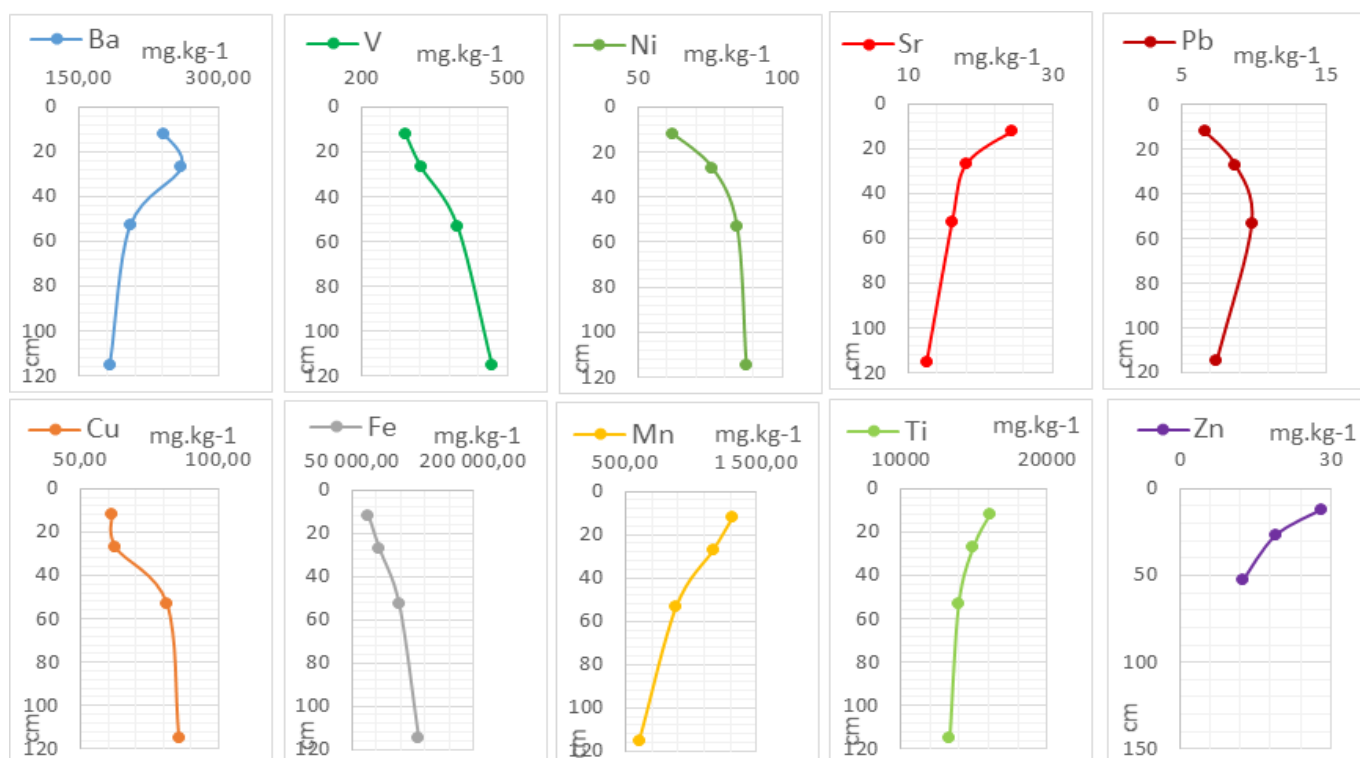 Ba
mg.kg-1
150,00 300,00
0
20
40
60
80
100
120
cm
V
mg.kg-1
200 500
0
20
40
60
80
100
120
cm
Ni
mg.kg-1
50 100
0
20
40
60
80
100
120
cm
Sr
mg.kg-1
10 30
0
20
40
60
80
100
120
cm
Pb
mg.kg-1
5 15
0
20
40
60
80
100
120
cm
Cu
mg.kg-1
50,00 100,00
0
20
40
60
80
100
120
cm
Fe
mg.kg-1
50 000,00 200 000,00
0
20
40
60
80
100
120
cm
Mn
mg.kg-1
500,00 1 500,00
0
20
40
60
80
100
120
cm
Ti
mg.kg-1
10000 20000
0
20
40
60
80
100
120
cm
Zn
mg.kg-1
0 30
0
50
100
150
cm